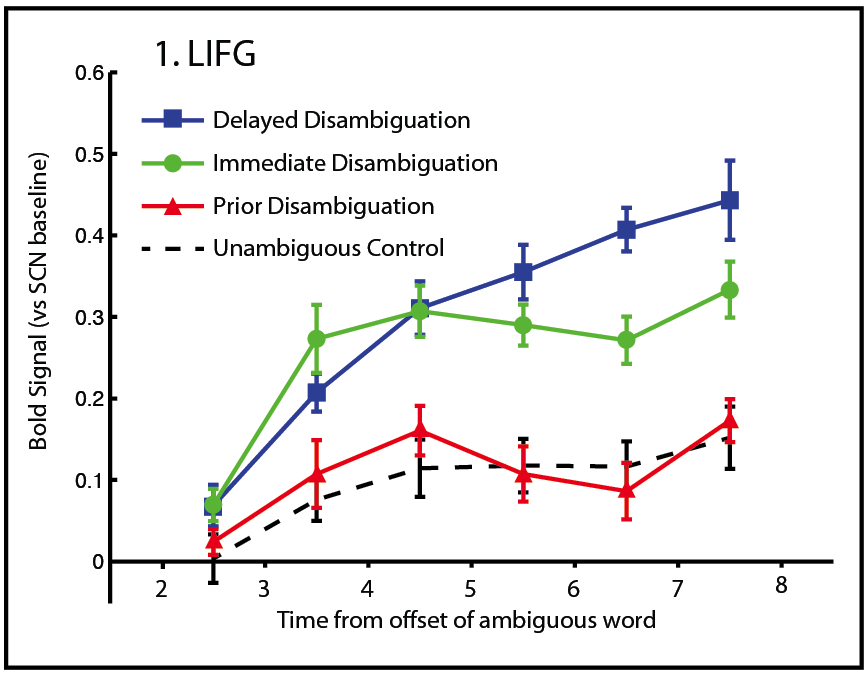 1. LIFG
0.6
0.5
0.4
0.3
0.2
0.1
0
Delayed Disambiguation
Immediate Disambiguation
Prior Disambiguation
Unambiguous Control
Bold Signal (vs SCN baseline)
2 3 4 5 6 7 8
Time from offset of ambiguous word